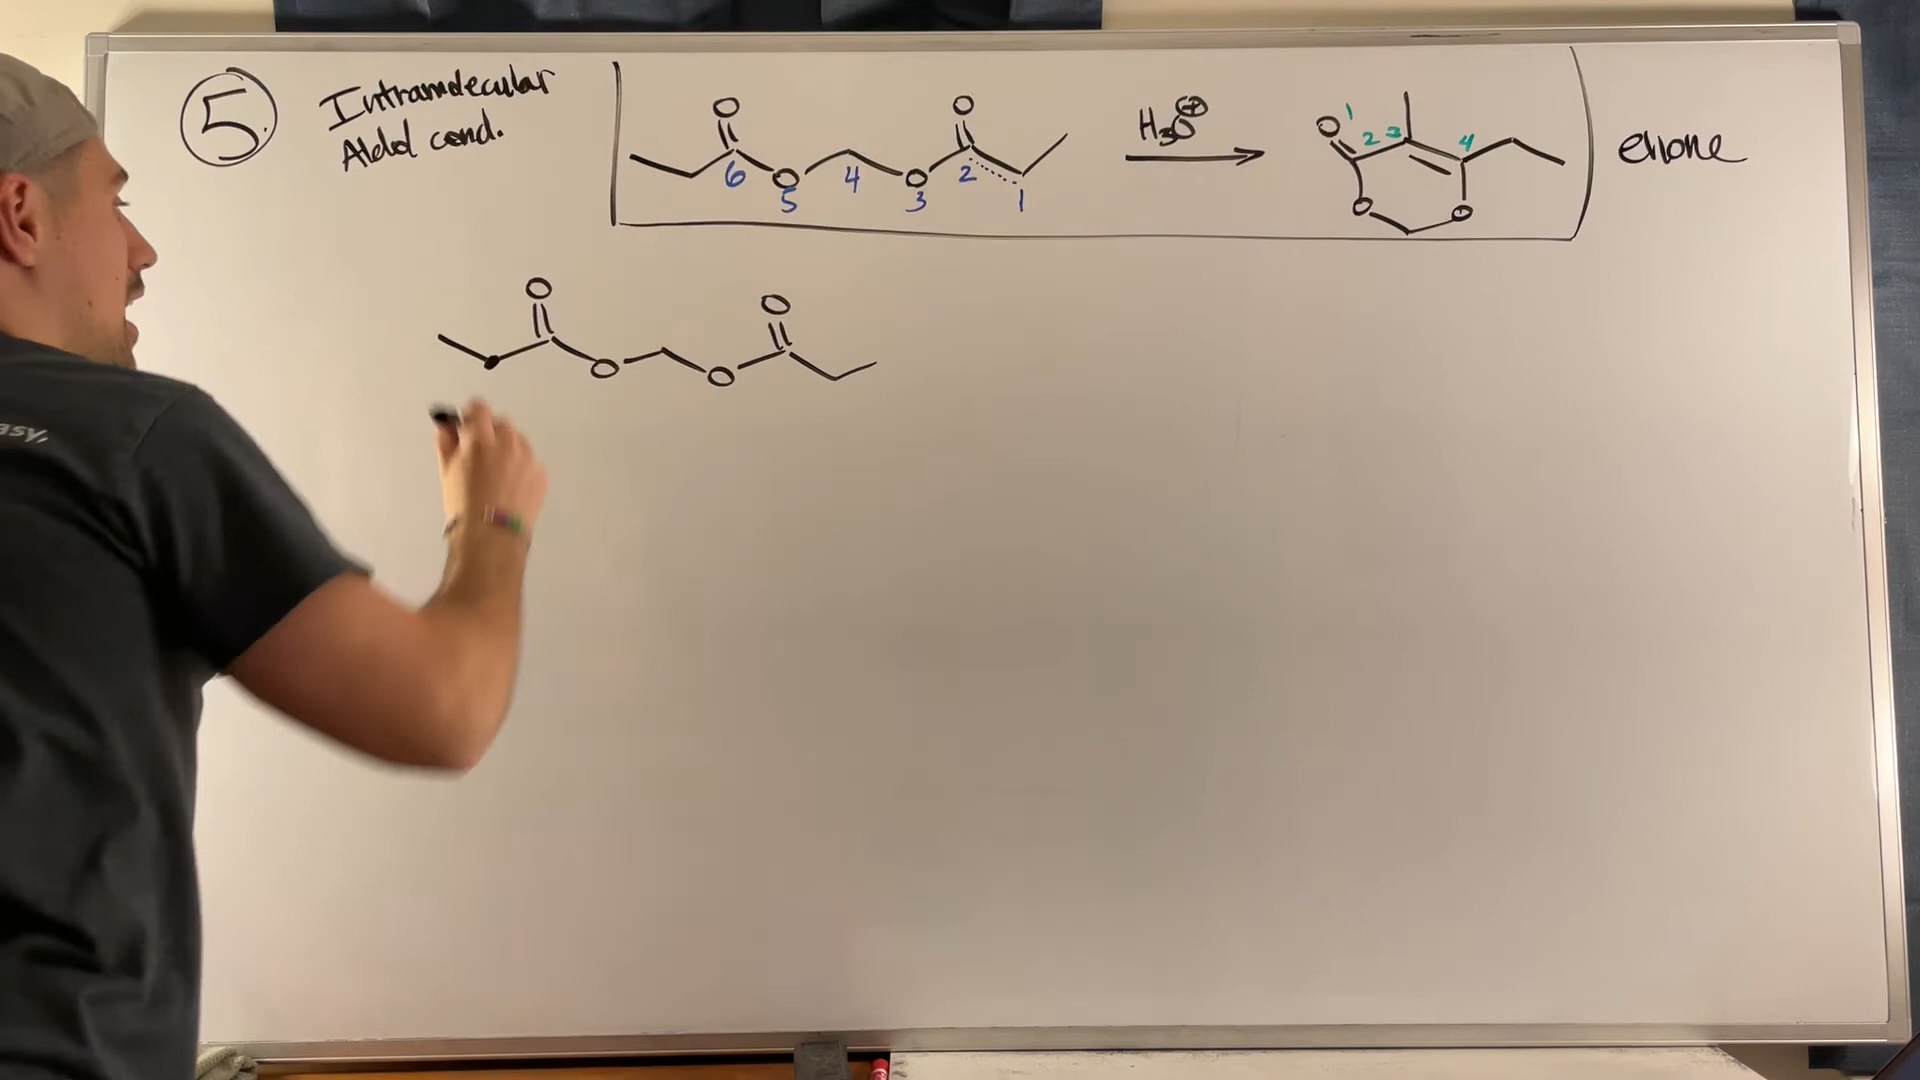 5.
Intramolecular
Aldol cond.
O O
6 O 4 O 2
5 3 1
H3O+
O 1 2 3 4
O O
enone
O O
O O
asy,